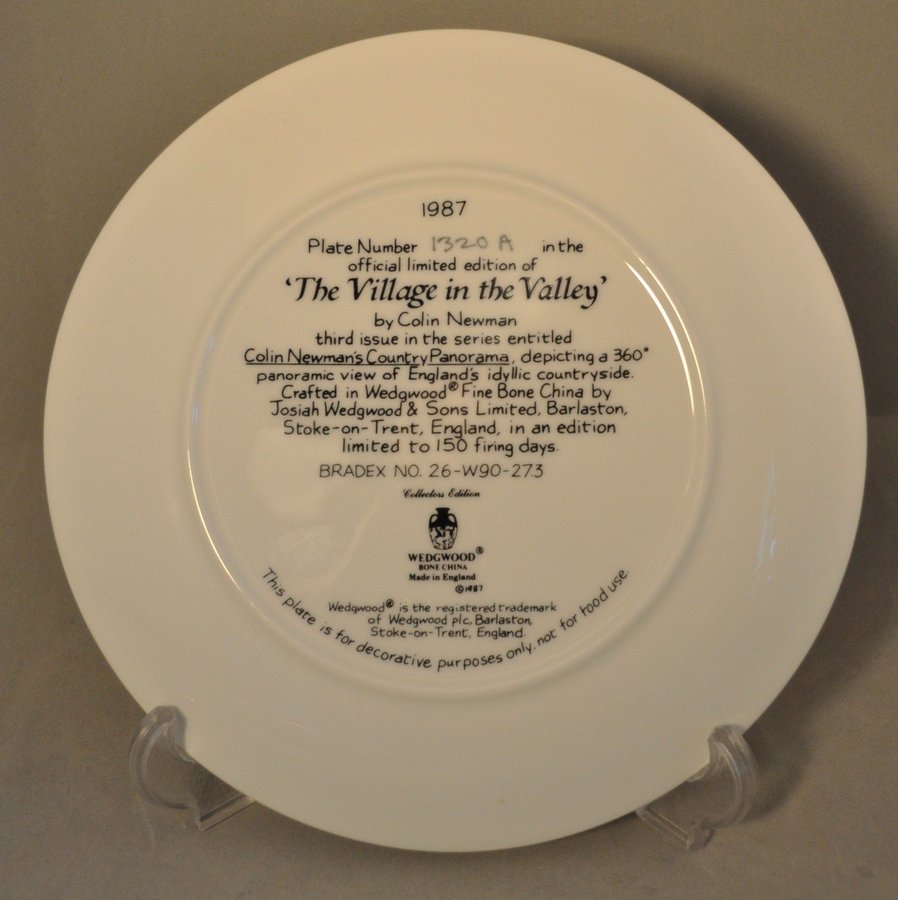 1987
Plate Number 1320 A in the
official limited edition of
‘The Village in the Valley’
by Colin Newman
third issue in the series entitled
Colin Newman's Country Panorama, depicting a 360°
panoramic view of England's idyllic countryside.
Crafted in Wedgwood® Fine Bone China by
Josiah Wedgwood & Sons Limited, Barlaston,
Stoke-on-Trent, England, in an edition
limited to 150 firing days.
BRADEX NO. 26-W90-273
Collectors Edition
WEDGWOOD®
BONE CHINA
Made in England
©1987
Wedgwood® is the registered trademark
of Wedgwood plc, Barlaston,
Stoke-on-Trent, England.
This plate is for decorative purposes only, not for food use.